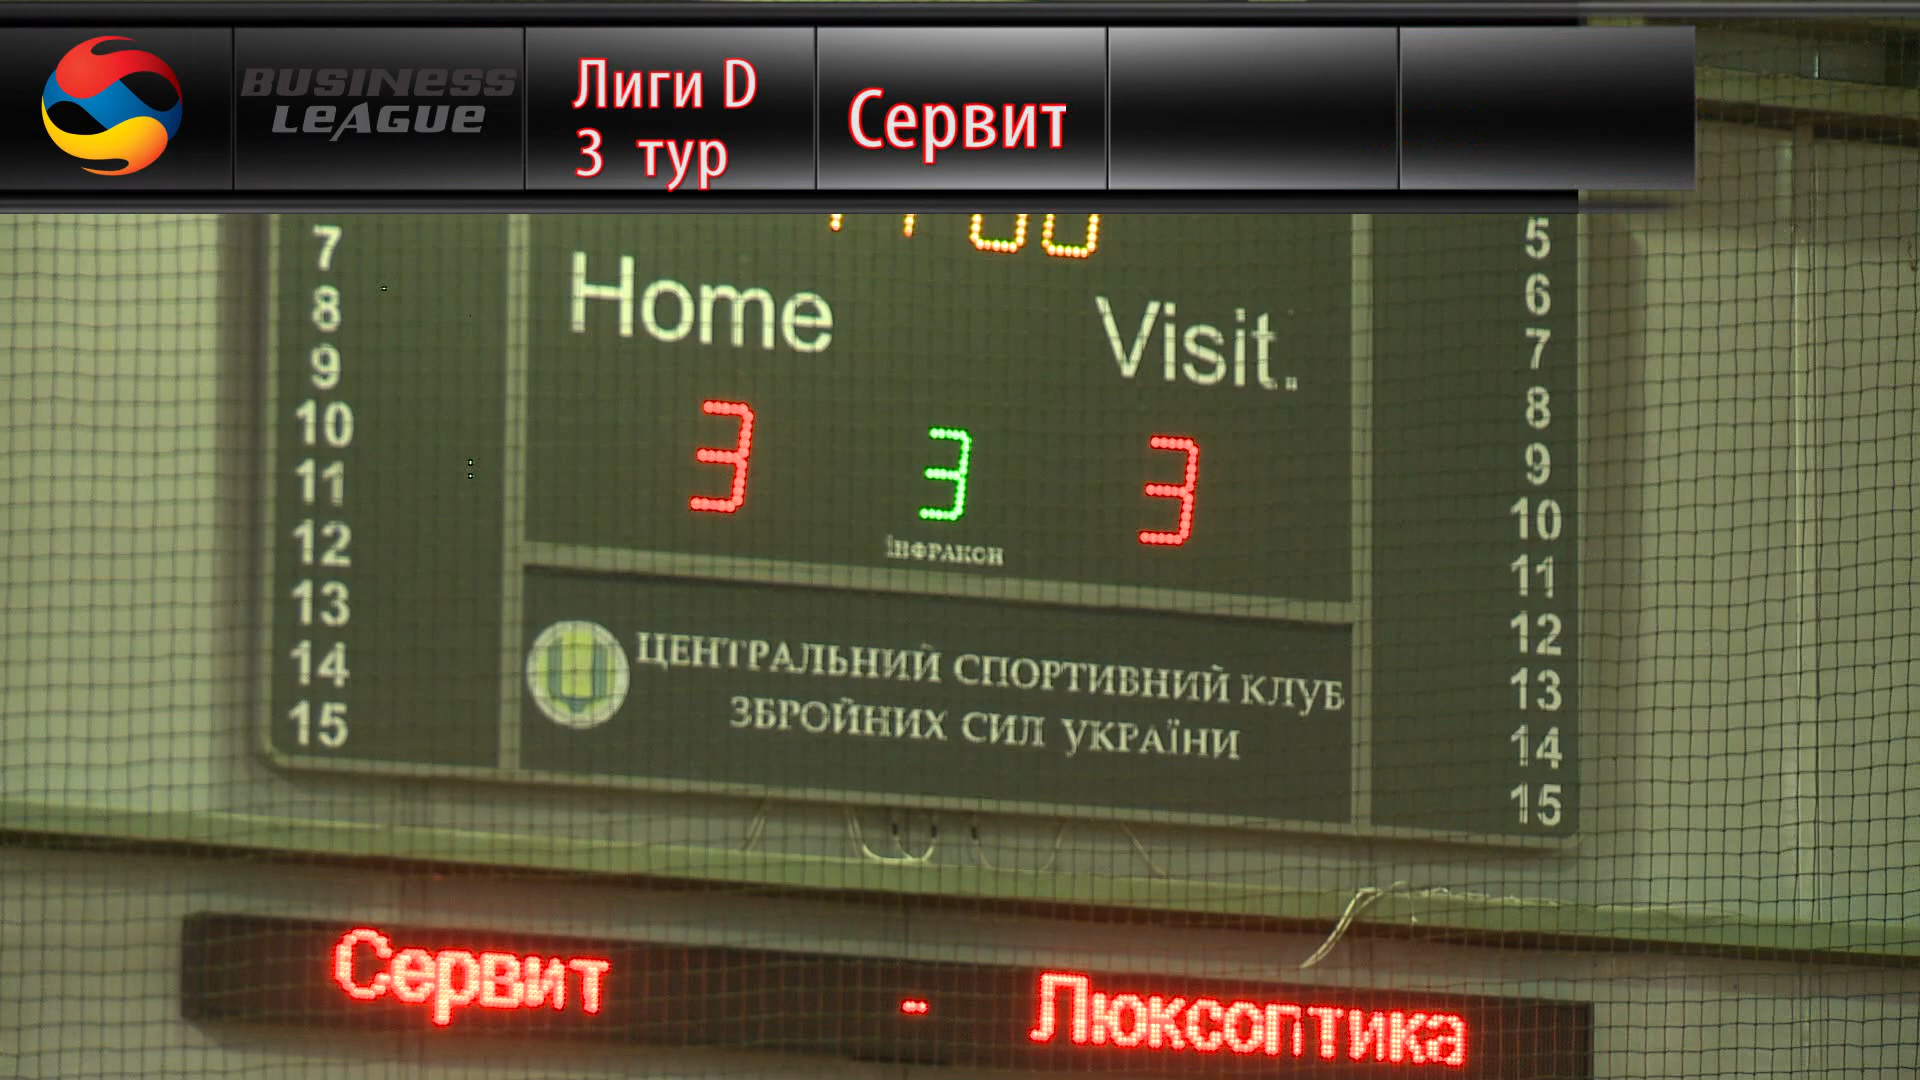 BUSINESS
LEAGUE
Лиги D
3 тур
Сервит
Home
Visit.
3
3
3
інфракон
7
8
9
10
11
12
13
14
15
5
6
7
8
9
10
11
12
13
14
15
ЦЕНТРАЛЬНИЙ СПОРТИВНИЙ КЛУБ
ЗБРОЙНИХ СИЛ УКРАЇНИ
Сервит - Люксоптика